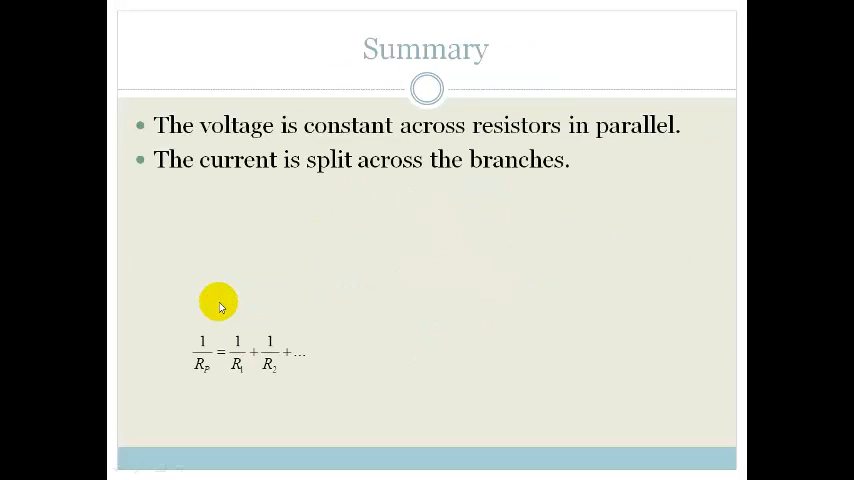 Summary
• The voltage is constant across resistors in parallel.
• The current is split across the branches.
1/R_P = 1/R_1 + 1/R_2 + ...